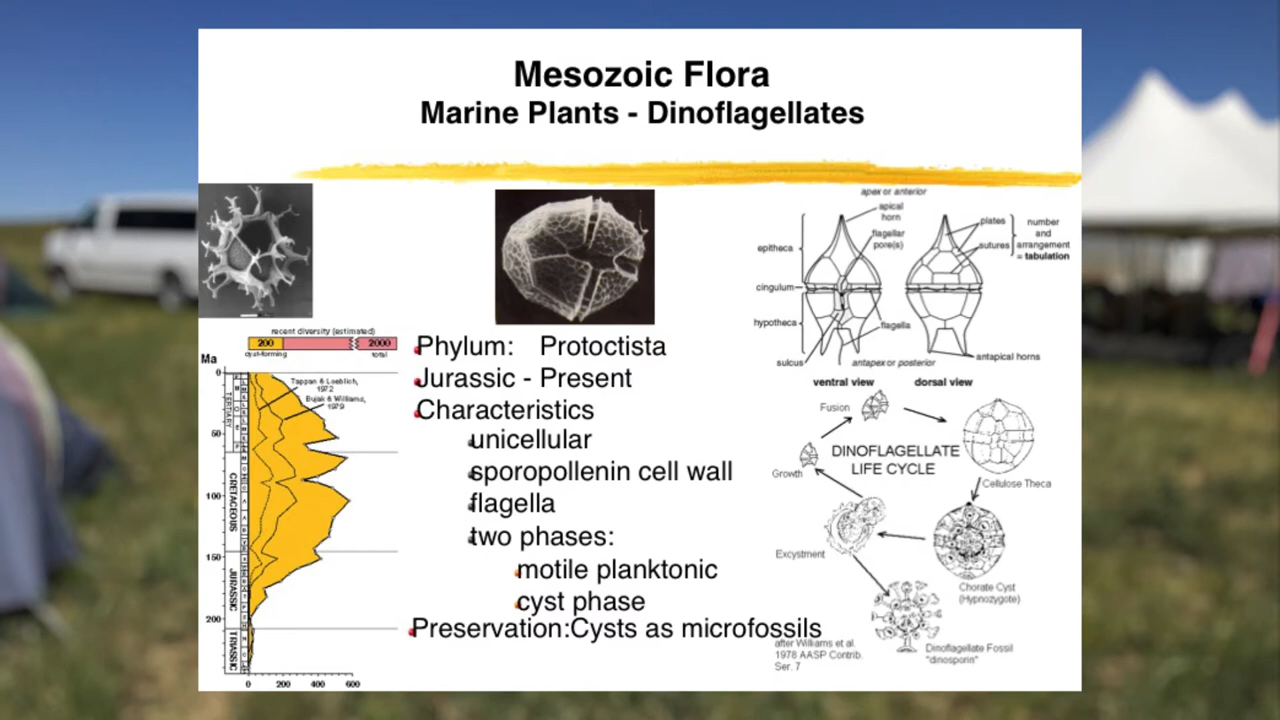 Mesozoic Flora
Marine Plants - Dinoflagellates
apex or anterior
apical
horn
flagellar
pore(s)
epitheca
cingulum
hypotheca
flagella
sulcus
antapex or posterior
plates
sutures
number
and
arrangement
= tabulation
antapical horns
ventral view
dorsal view
recent diversity (estimated)
200
2000
cyst-forming
total
Ma
0
50
100
150
200
TERTIARY
CRETACEOUS
JURASSIC
TRIASSIC
Tappan & Loeblich,
1972
Bujak & Williams,
1979
0 200 400 600
Phylum: Protoctista
Jurassic - Present
Characteristics
unicellular
sporopollenin cell wall
flagella
two phases:
motile planktonic
cyst phase
Preservation:Cysts as microfossils
Fusion
DINOFLAGELLATE
LIFE CYCLE
Growth
Cellulose Theca
Excystment
Chorate Cyst
(Hypnozygote)
Dinoflagellate Fossil
"dinosporin"
after Williams et al.
1978 AASP Contrib.
Ser. 7